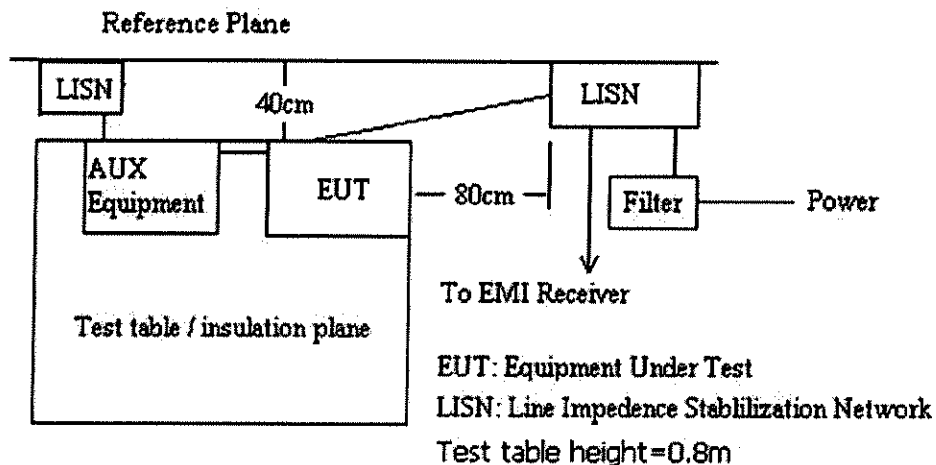 Reference Plane
LISN
40cm
LISN
AUX
Equipment
EUT
80cm
Filter
Power
To EMI Receiver
Test table / insulation plane
EUT: Equipment Under Test
LISN: Line Impedence Stablilization Network
Test table height=0.8m